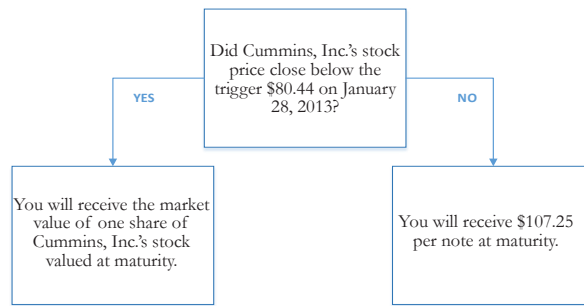 Did Cummins, Inc.'s stock
price close below the
trigger $80.44 on January
28, 2013?
YES
NO
You will receive the market
value of one share of
Cummins, Inc.'s stock
valued at maturity.
You will receive $107.25
per note at maturity.